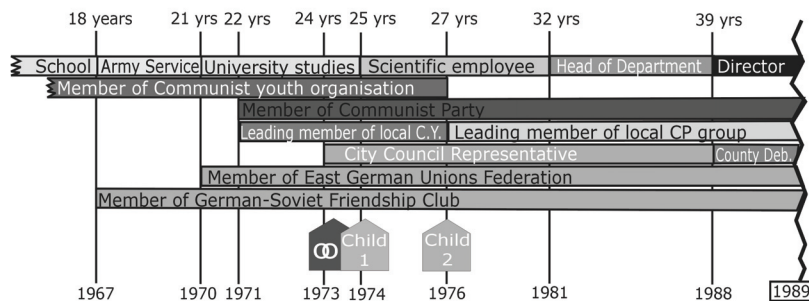 18 years 21 yrs 22 yrs 24 yrs 25 yrs 27 yrs 32 yrs 39 yrs
School Army Service University studies Scientific employee Head of Department Director
Member of Communist youth organisation
Member of Communist Party
Leading member of local C.Y. Leading member of local CP group
City Council Representative County Deb.
Member of East German Unions Federation
Member of German-Soviet Friendship Club
Child
1
Child
2
1967 1970 1971 1973 1974 1976 1981 1988 1989